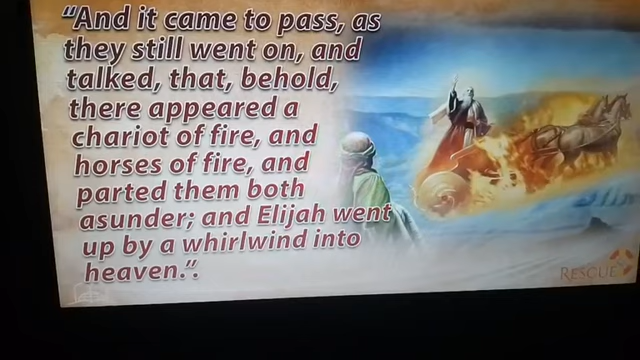 “And it came to pass, as
they still went on, and
talked, that, behold,
there appeared a
chariot of fire, and
horses of fire, and
parted them both
asunder; and Elijah went
up by a whirlwind into
heaven.”.
RESCUE